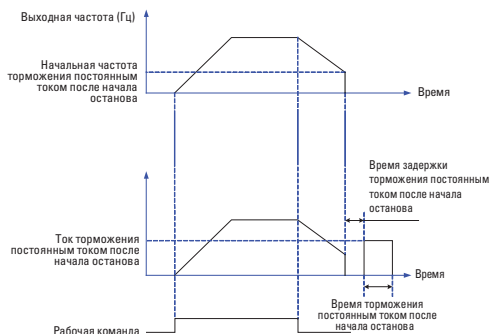 Выходная частота (Гц)
Начальная частота
торможения постоянным
током после начала
останова
Время
Время задержки
торможения постоянным
током после начала
останова
Ток торможения
постоянным током после
начала останова
Время
Время торможения
постоянным током после
начала останова
Рабочая команда